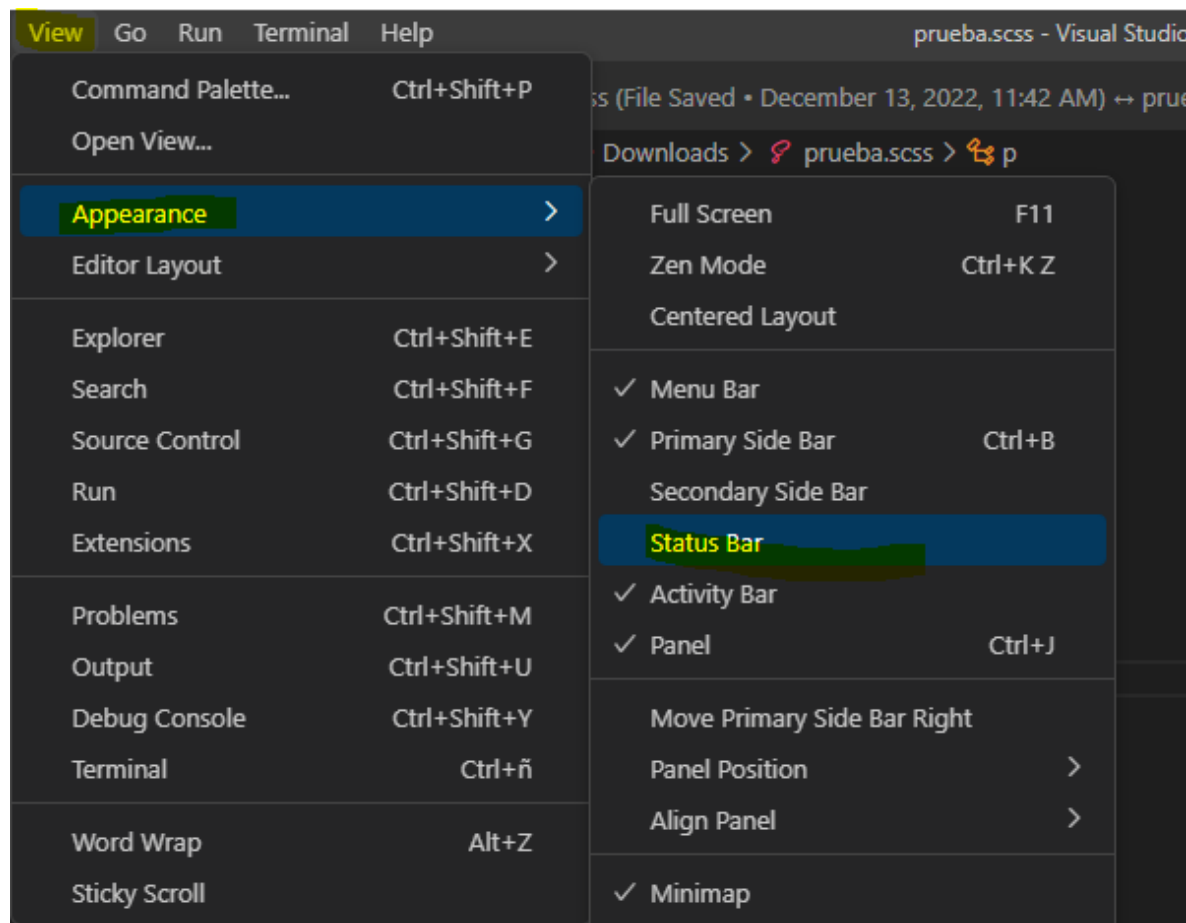 View Go Run Terminal Help prueba.scss - Visual Studio
Command Palette... Ctrl+Shift+P
ss (File Saved • December 13, 2022, 11:42 AM) ↔ prue
Open View...
Downloads > prueba.scss > p
Appearance >
Editor Layout >
Explorer Ctrl+Shift+E
Search Ctrl+Shift+F
Source Control Ctrl+Shift+G
Run Ctrl+Shift+D
Extensions Ctrl+Shift+X
Problems Ctrl+Shift+M
Output Ctrl+Shift+U
Debug Console Ctrl+Shift+Y
Terminal Ctrl+ñ
Word Wrap Alt+Z
Sticky Scroll
Full Screen F11
Zen Mode Ctrl+K Z
Centered Layout
✓ Menu Bar
✓ Primary Side Bar Ctrl+B
Secondary Side Bar
Status Bar
✓ Activity Bar
✓ Panel Ctrl+J
Move Primary Side Bar Right
Panel Position >
Align Panel >
✓ Minimap